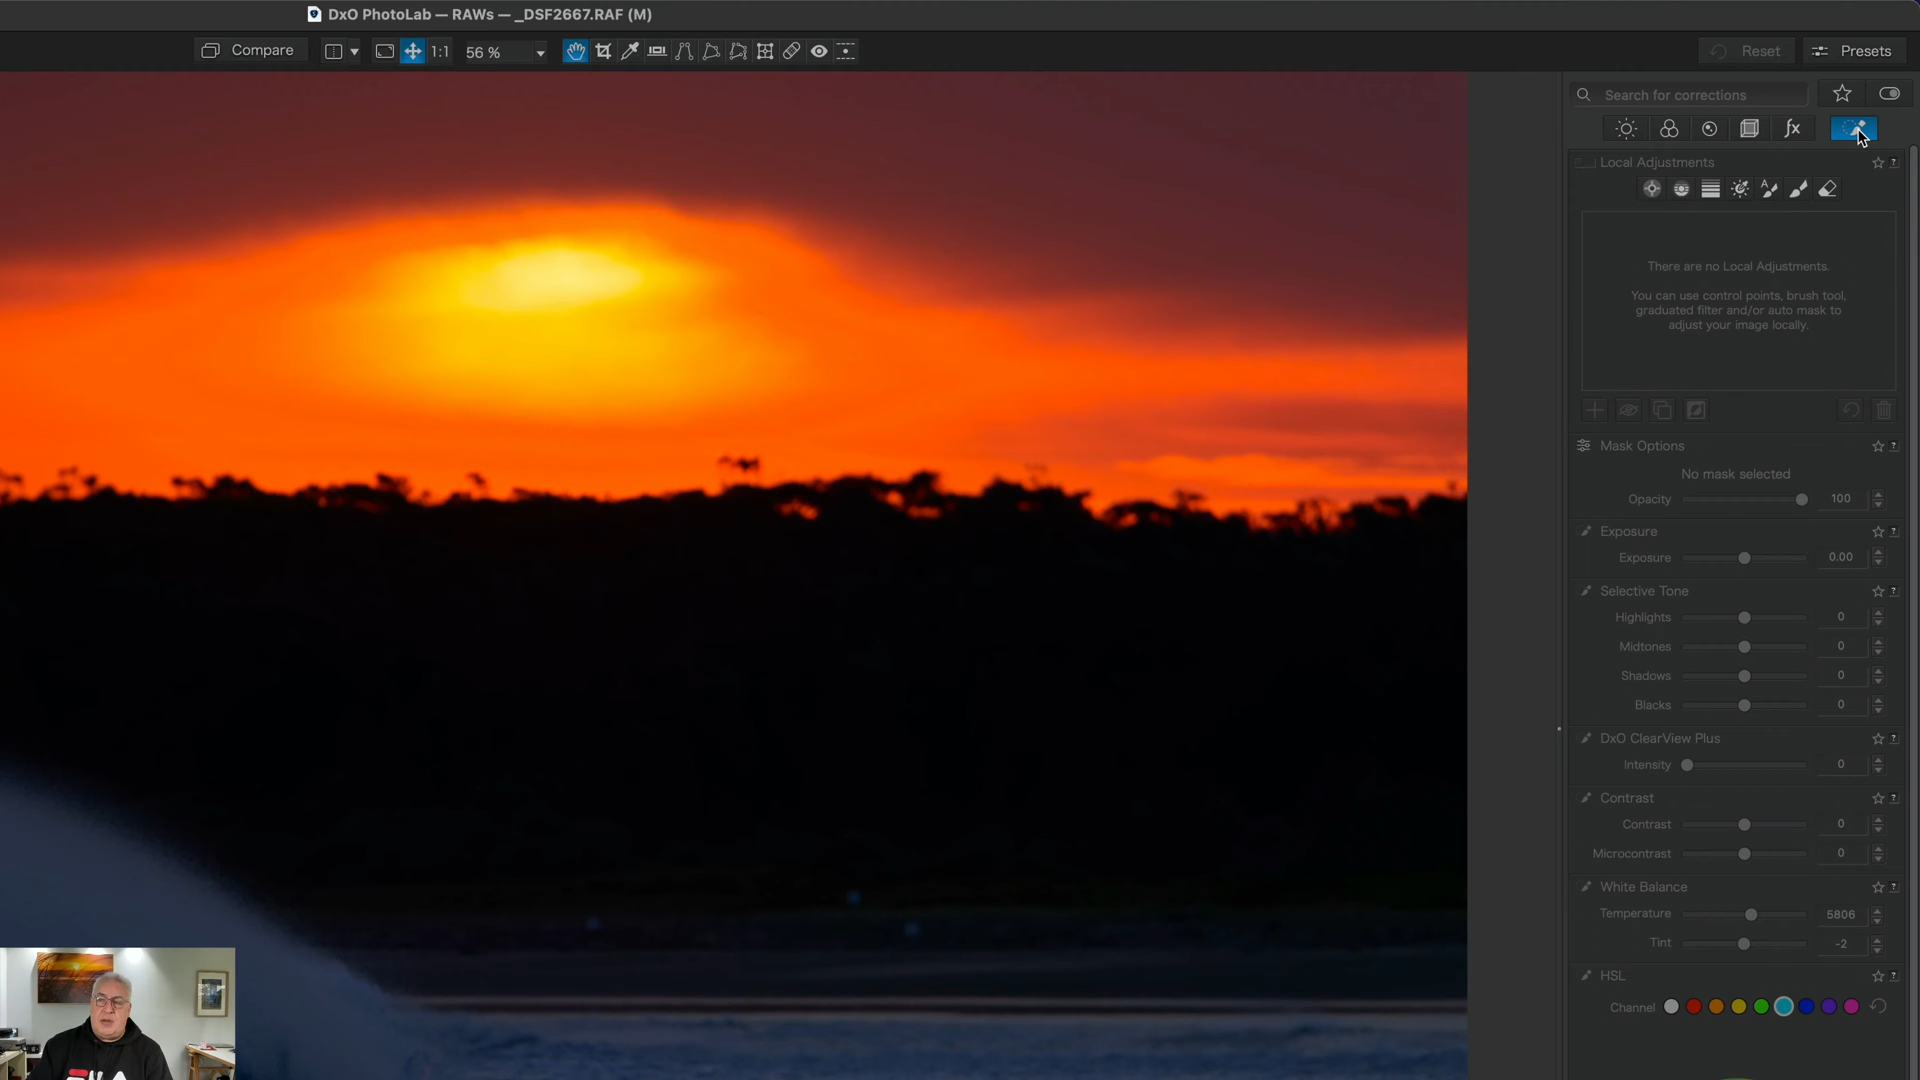 DxO PhotoLab — RAWs — _DSF2667.RAF (M)
Compare
1:1
56 %
Reset
Presets
Search for corrections
fx
Local Adjustments
There are no Local Adjustments.
You can use control points, brush tool,
graduated filter and/or auto mask to
adjust your image locally.
Mask Options
No mask selected
Opacity 100
Exposure
Exposure 0.00
Selective Tone
Highlights 0
Midtones 0
Shadows 0
Blacks 0
DxO ClearView Plus
Intensity 0
Contrast
Contrast 0
Microcontrast 0
White Balance
Temperature 5806
Tint -2
HSL
Channel